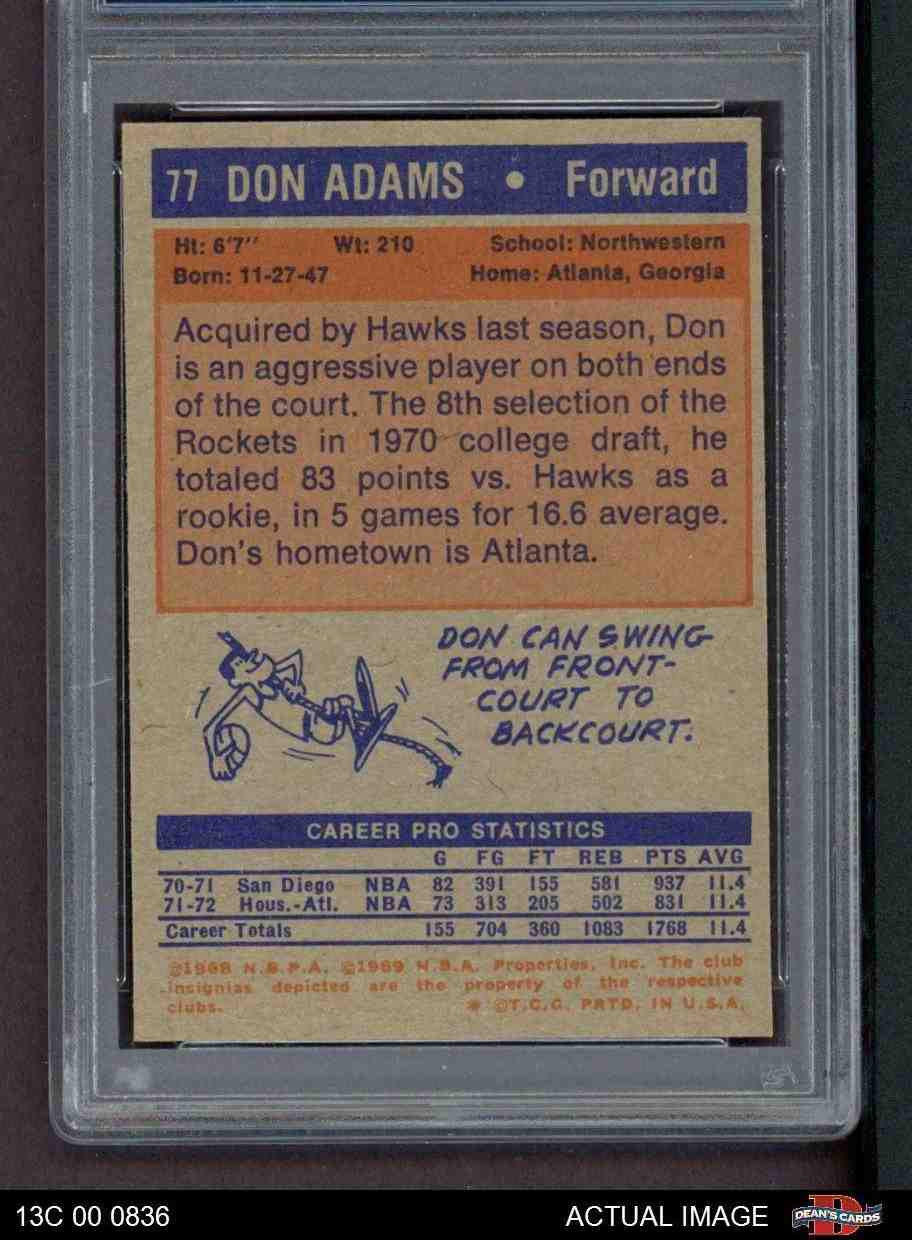 77 DON ADAMS • Forward
Ht: 6'7" Wt: 210 School: Northwestern
Born: 11-27-47 Home: Atlanta, Georgia
Acquired by Hawks last season, Don
is an aggressive player on both ends
of the court. The 8th selection of the
Rockets in 1970 college draft, he
totaled 83 points vs. Hawks as a
rookie, in 5 games for 16.6 average.
Don's hometown is Atlanta.
DON CAN SWING
FROM FRONT-
COURT TO
BACKCOURT.
CAREER PRO STATISTICS
G FG FT REB PTS AVG
70-71 San Diego NBA 82 391 155 581 937 11.4
71-72 Hous.-Atl. NBA 73 313 205 502 831 11.4
Career Totals 155 704 360 1083 1768 11.4
©1968 N.B.P.A. ©1969 N.B.A. Properties, Inc. The club
insignias depicted are the property of the respective
clubs. * ©T.C.G. PRTD. IN U.S.A.
13C 00 0836 ACTUAL IMAGE DEAN'S CARDS